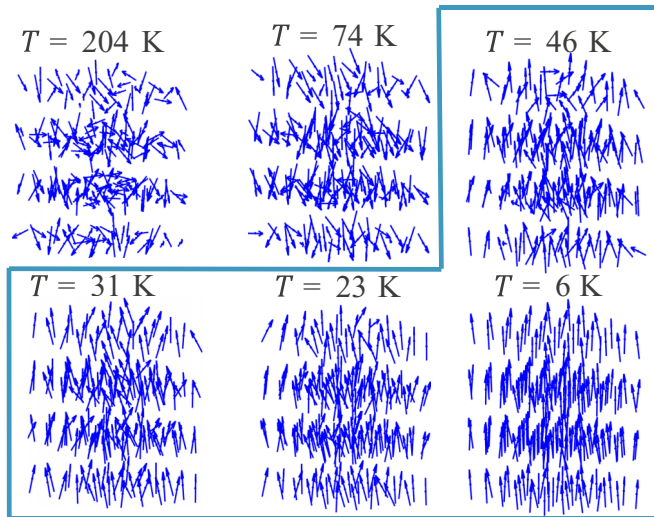 T = 204 K
T = 74 K
T = 46 K
T = 31 K
T = 23 K
T = 6 K